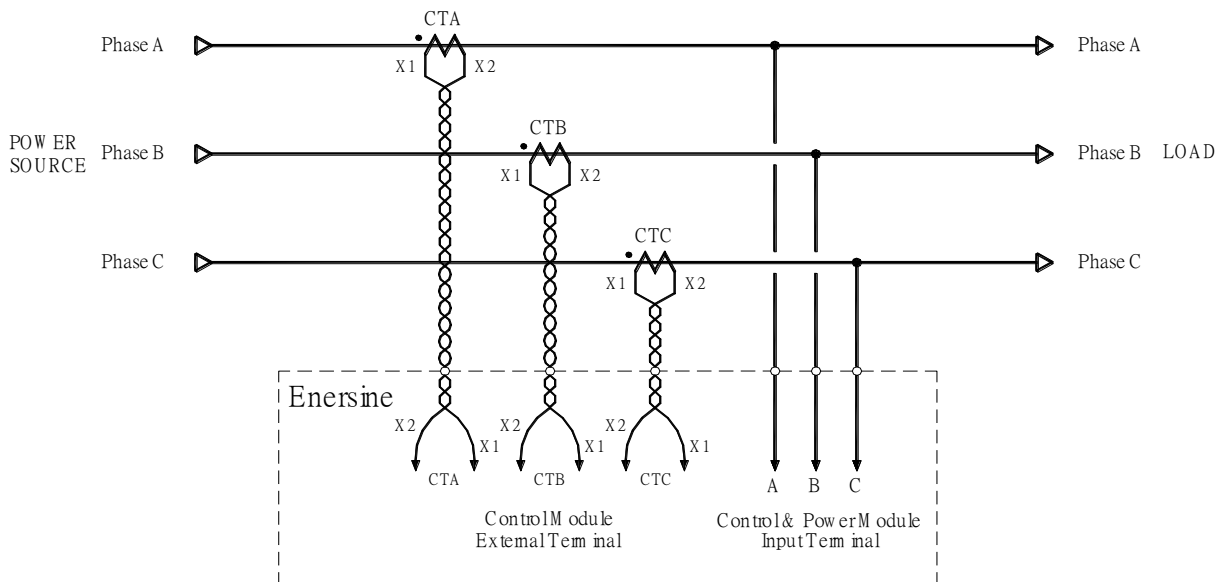 CTA
Phase A
Phase A
X1
X2
CTB
POWER
SOURCE
Phase B
Phase B
LOAD
X1
X2
CTC
Phase C
Phase C
X1
X2
Enersine
X2
X1
X2
X1
X2
X1
CTA
CTB
CTC
A
B
C
Control Module
External Terminal
Control & Power Module
Input Terminal